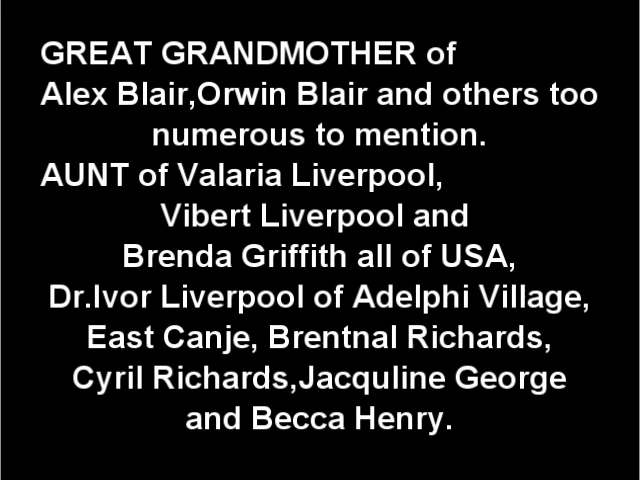 GREAT GRANDMOTHER of
Alex Blair,Orwin Blair and others too
numerous to mention.
AUNT of Valaria Liverpool,
Vibert Liverpool and
Brenda Griffith all of USA,
Dr.Ivor Liverpool of Adelphi Village,
East Canje, Brentnal Richards,
Cyril Richards,Jacquline George
and Becca Henry.